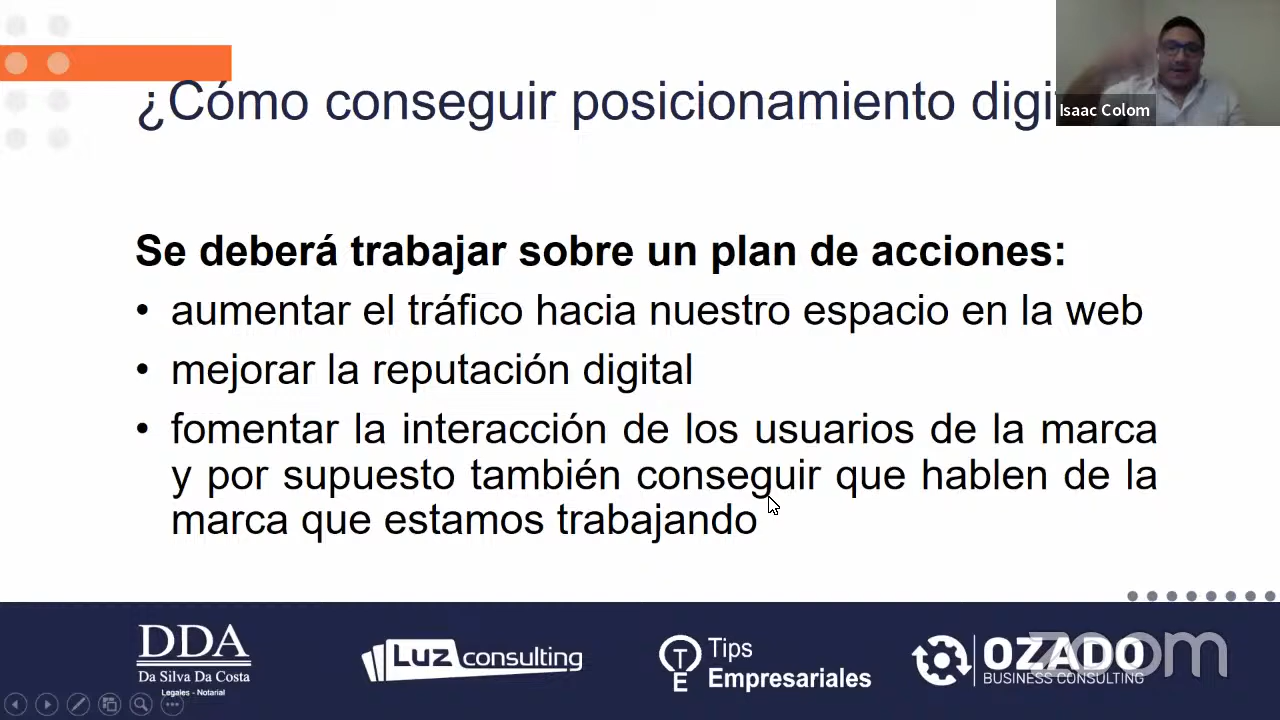 ¿Cómo conseguir posicionamiento digi
Isaac Colom
Se deberá trabajar sobre un plan de acciones:
• aumentar el tráfico hacia nuestro espacio en la web
• mejorar la reputación digital
• fomentar la interacción de los usuarios de la marca
y por supuesto también conseguir que hablen de la
marca que estamos trabajando
DDA
Da Silva Da Costa
Legales - Notarial
Luz consulting
TE
Tips
Empresariales
OZADO
BUSINESS CONSULTING
zoom